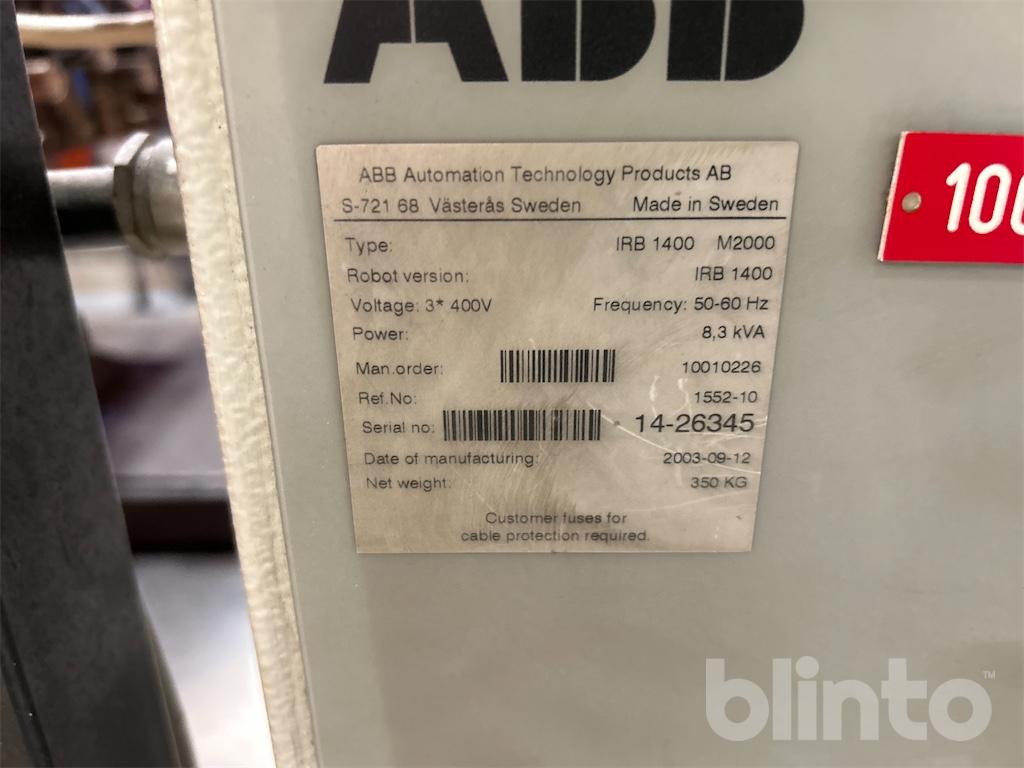 ABB
ABB Automation Technology Products AB
S-721 68 Västerås Sweden Made in Sweden
Type: IRB 1400 M2000
Robot version: IRB 1400
Voltage: 3* 400V Frequency: 50-60 Hz
Power: 8,3 kVA
Man.order: 10010226
Ref.No: 1552-10
Serial no: 14-26345
Date of manufacturing: 2003-09-12
Net weight: 350 KG
Customer fuses for
cable protection required.
blinto™